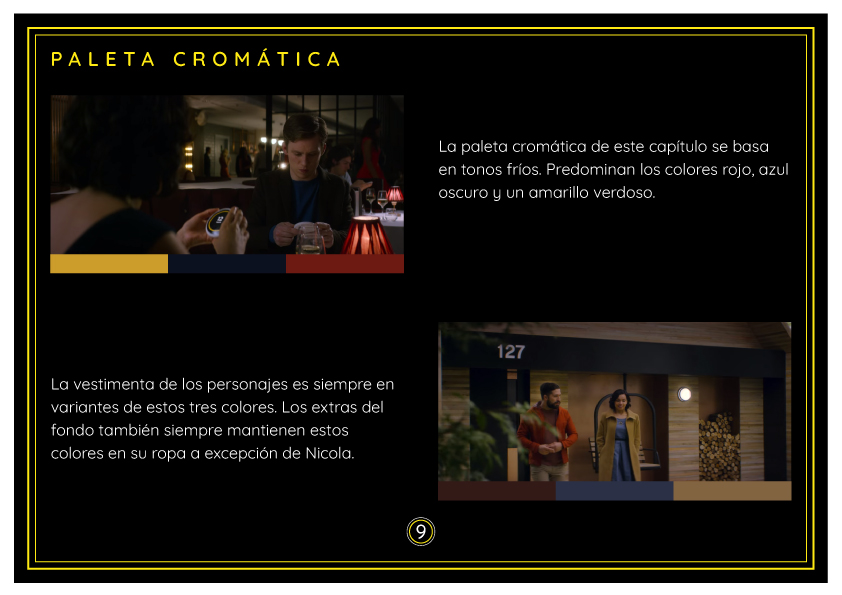 PALETA CROMÁTICA
La paleta cromática de este capítulo se basa
en tonos fríos. Predominan los colores rojo, azul
oscuro y un amarillo verdoso.
127
La vestimenta de los personajes es siempre en
variantes de estos tres colores. Los extras del
fondo también siempre mantienen estos
colores en su ropa a excepción de Nicola.
9